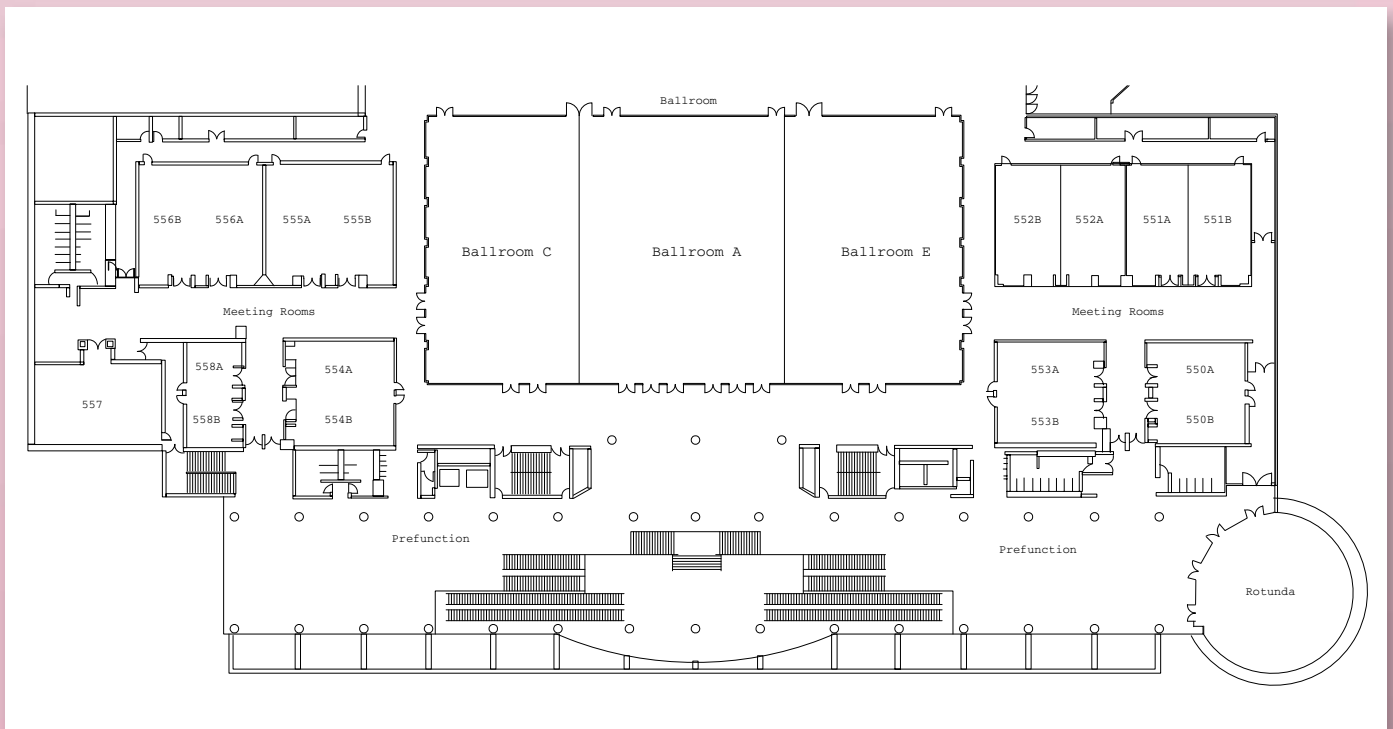 Ballroom
556B
556A
555A
555B
552B
552A
551A
551B
Ballroom C
Ballroom A
Ballroom E
Meeting Rooms
Meeting Rooms
558A
554A
553A
550A
557
558B
554B
553B
550B
Prefunction
Prefunction
Rotunda